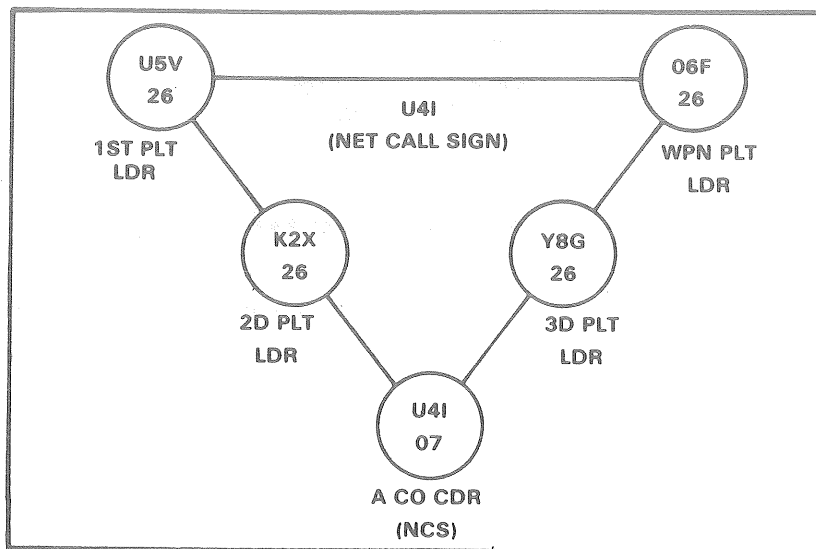 U5V
26
1ST PLT
LDR
U4I
(NET CALL SIGN)
06F
26
WPN PLT
LDR
K2X
26
2D PLT
LDR
Y8G
26
3D PLT
LDR
U4I
07
A CO CDR
(NCS)